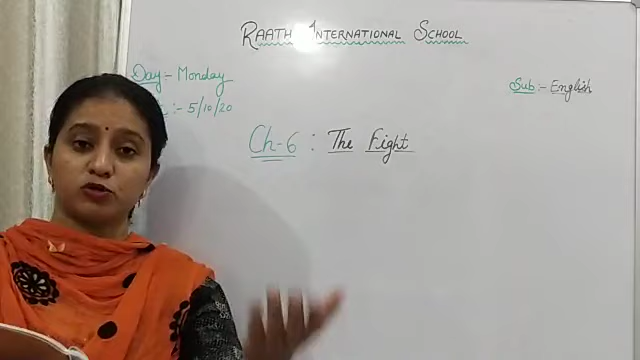 RAATH INTERNATIONAL SCHOOL
Day:- Monday
Sub:- English
:- 5/10/20
Ch-6 : The Fight